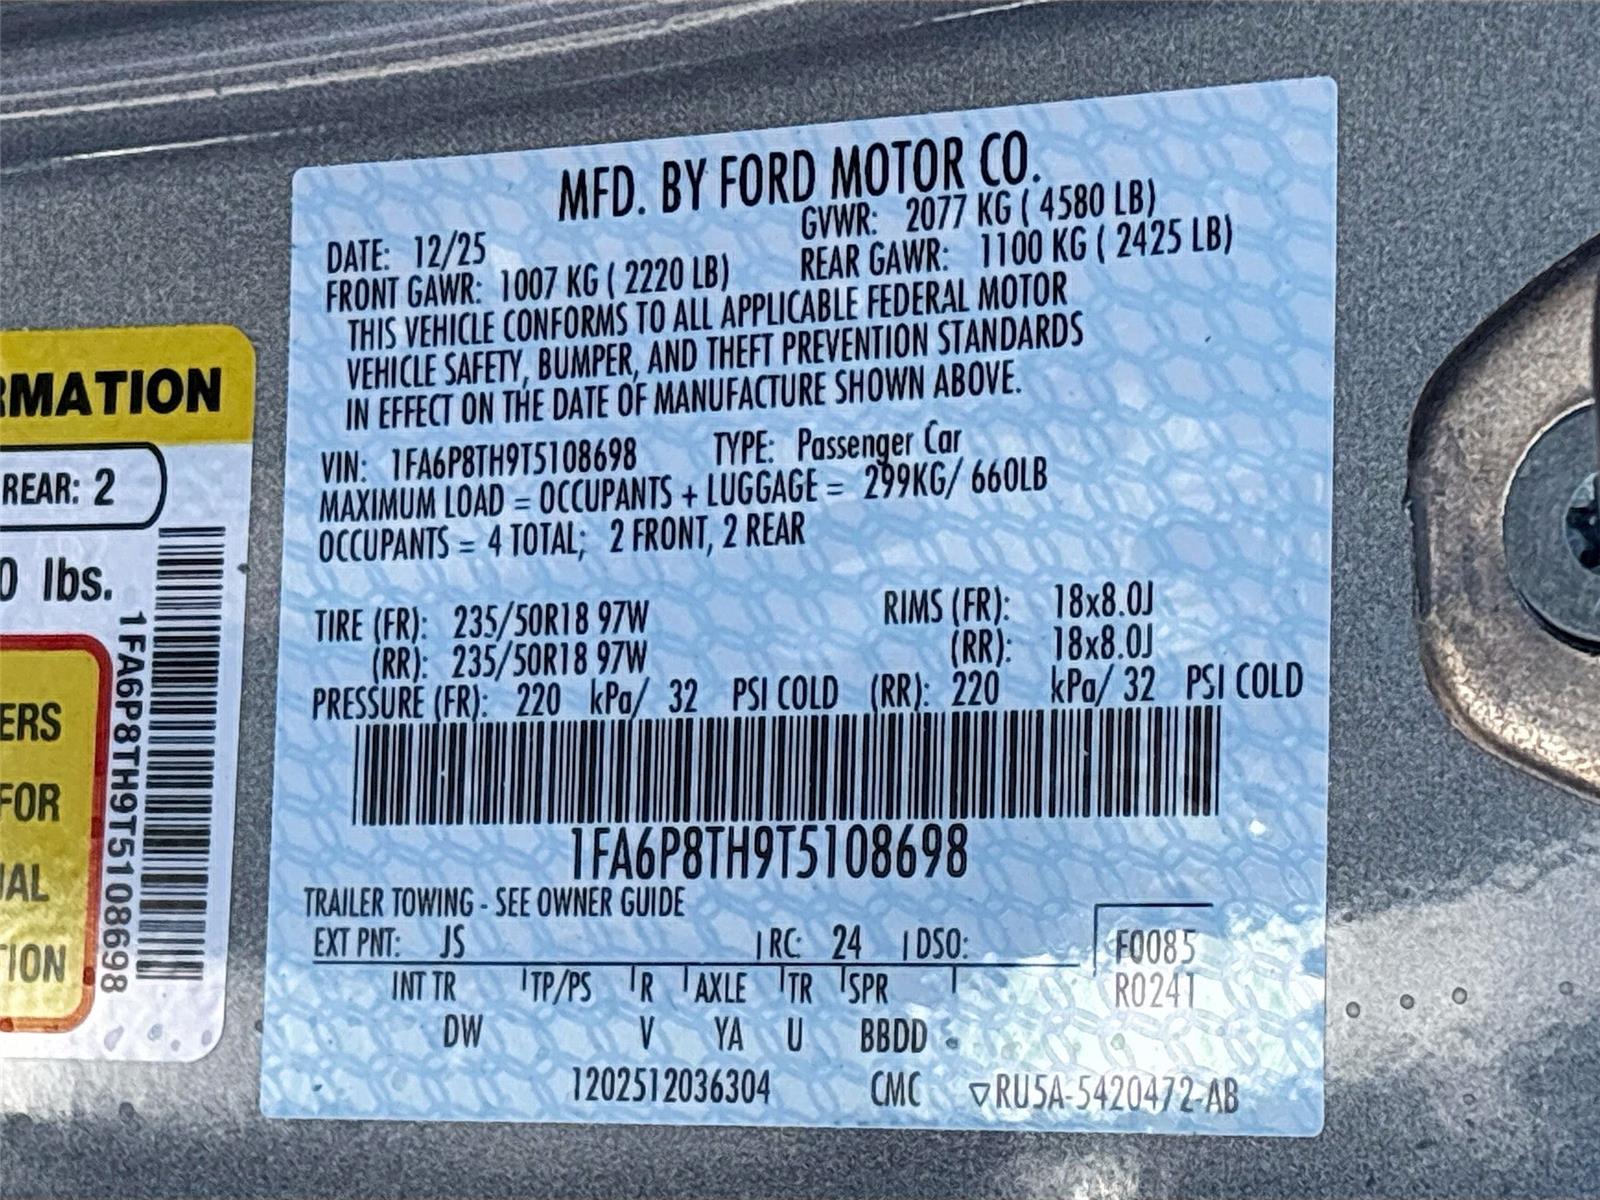 MFD. BY FORD MOTOR CO.
DATE: 12/25 GVWR: 2077 KG ( 4580 LB)
FRONT GAWR: 1007 KG ( 2220 LB) REAR GAWR: 1100 KG ( 2425 LB)
THIS VEHICLE CONFORMS TO ALL APPLICABLE FEDERAL MOTOR
VEHICLE SAFETY, BUMPER, AND THEFT PREVENTION STANDARDS
IN EFFECT ON THE DATE OF MANUFACTURE SHOWN ABOVE.
VIN: 1FA6P8TH9T5108698 TYPE: Passenger Car
MAXIMUM LOAD = OCCUPANTS + LUGGAGE = 299KG/ 660LB
OCCUPANTS = 4 TOTAL; 2 FRONT, 2 REAR
TIRE (FR): 235/50R18 97W RIMS (FR): 18x8.0J
(RR): 235/50R18 97W (RR): 18x8.0J
PRESSURE (FR): 220 kPa/ 32 PSI COLD (RR): 220 kPa/ 32 PSI COLD
1FA6P8TH9T5108698
TRAILER TOWING - SEE OWNER GUIDE
EXT PNT: JS RC: 24 DSO: F0085
INT TR TP/PS R AXLE TR SPR R0241
DW V YA U BBDD
1202512036304 CMC ▽RU5A-5420472-AB
RMATION
REAR: 2
0 lbs.
1FA6P8TH9T5108698
ERS
FOR
AL
TION